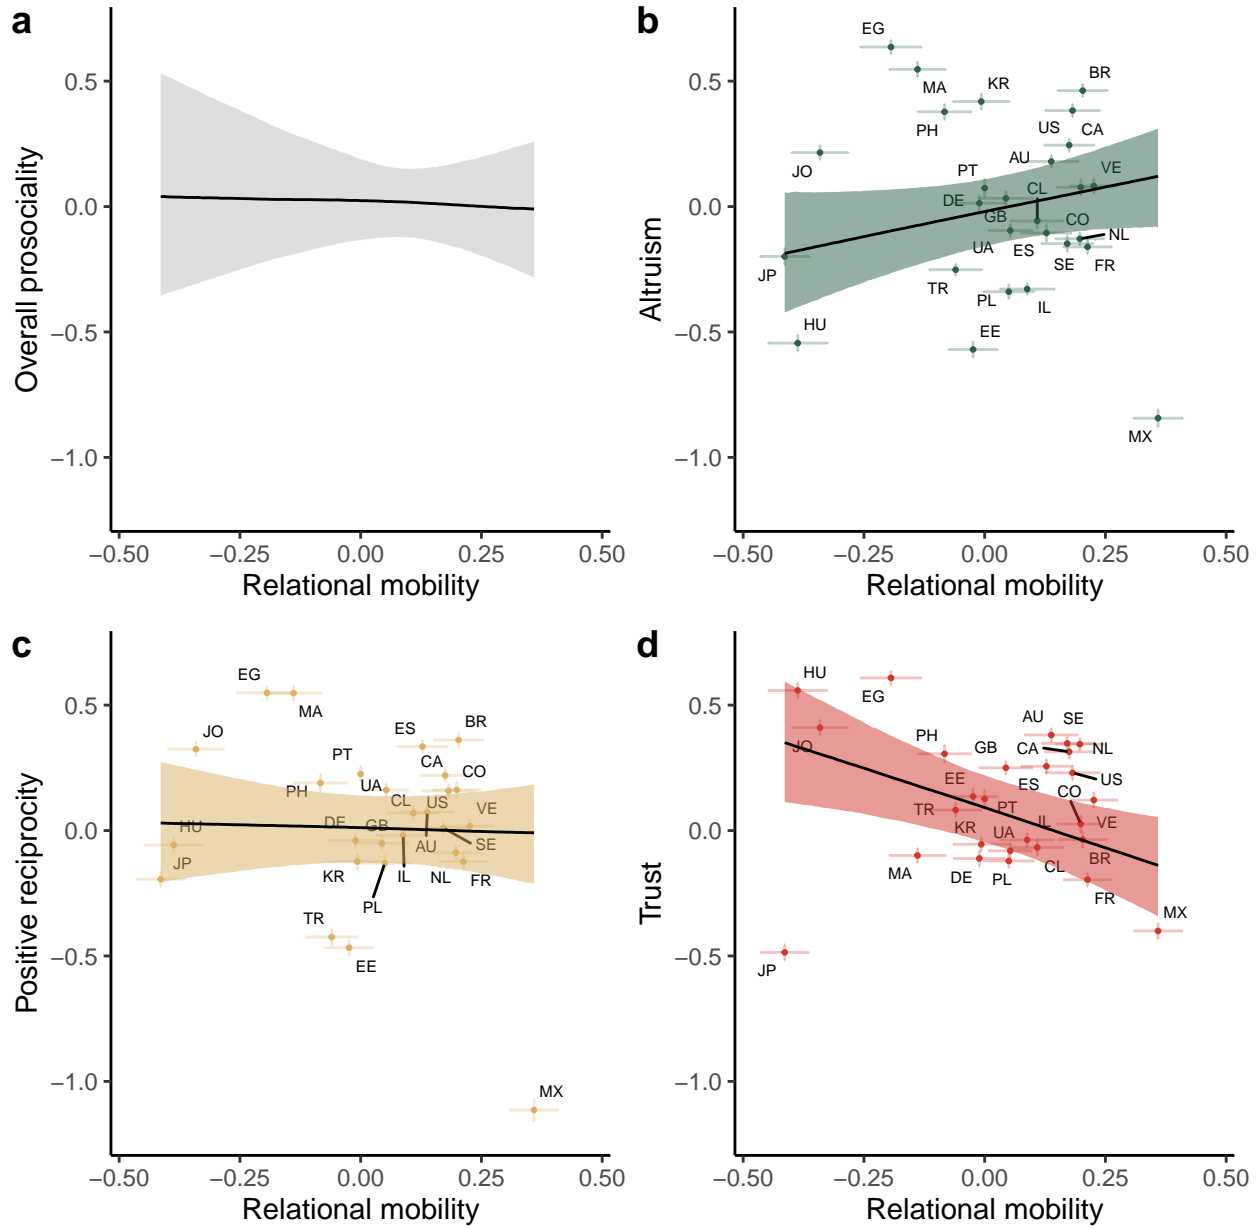 a
Overall prosociality
0.5
0.0
−0.5
−1.0
−0.50 −0.25 0.00 0.25 0.50
Relational mobility
b
Altruism
0.5
0.0
−0.5
−1.0
EG
MA
KR
PH
BR
US
CA
JO
AU
PT
VE
CL
DE
GB
CO
NL
UA
ES
SE
FR
JP
TR
PL
IL
HU
EE
MX
−0.50 −0.25 0.00 0.25 0.50
Relational mobility
c
Positive reciprocity
0.5
0.0
−0.5
−1.0
EG
MA
JO
ES
BR
PT
CA
CO
UA
PH
CL
US
VE
HU
DE
GB
AU
SE
JP
KR
IL
NL
FR
PL
TR
EE
MX
−0.50 −0.25 0.00 0.25 0.50
Relational mobility
d
Trust
0.5
0.0
−0.5
−1.0
HU
EG
AU
SE
PH
GB
CA
NL
JO
EE
ES
US
CO
TR
PT
KR
UA
IL
VE
MA
DE
PL
CL
BR
FR
MX
JP
−0.50 −0.25 0.00 0.25 0.50
Relational mobility